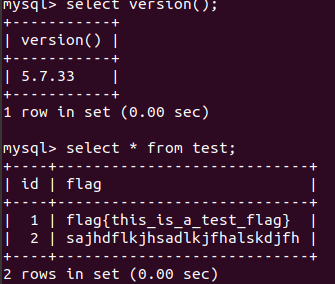 mysql> select version();
+-----------+
| version() |
+-----------+
| 5.7.33    |
+-----------+
1 row in set (0.00 sec)

mysql> select * from test;
+----+----------------------------+
| id | flag                       |
+----+----------------------------+
|  1 | flag{this_is_a_test_flag}  |
|  2 | sajhdflkjhsadlkjfhalskdjfh |
+----+----------------------------+
2 rows in set (0.00 sec)